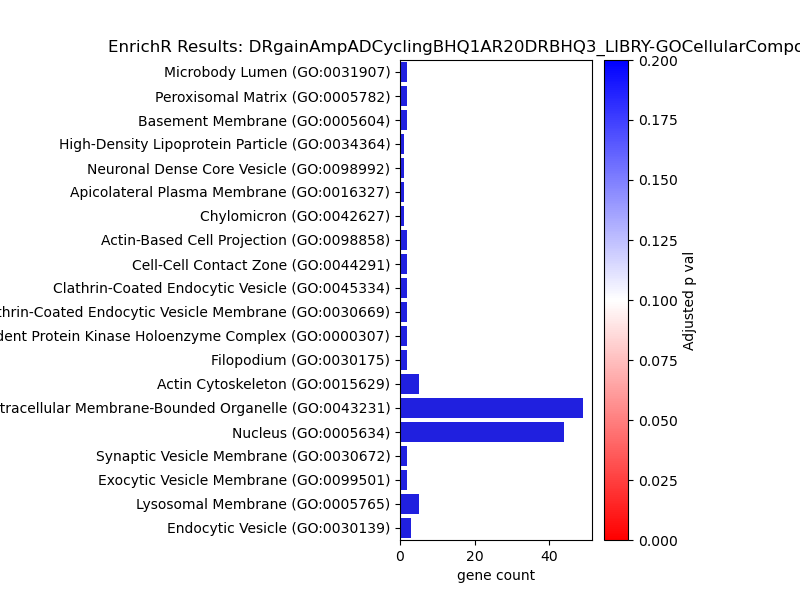 EnrichR Results: DRgainAmpADCyclingBHQ1AR20DRBHQ3_LIBRY-GOCellularCompo
Microbody Lumen (GO:0031907)
Peroxisomal Matrix (GO:0005782)
Basement Membrane (GO:0005604)
High-Density Lipoprotein Particle (GO:0034364)
Neuronal Dense Core Vesicle (GO:0098992)
Apicolateral Plasma Membrane (GO:0016327)
Chylomicron (GO:0042627)
Actin-Based Cell Projection (GO:0098858)
Cell-Cell Contact Zone (GO:0044291)
Clathrin-Coated Endocytic Vesicle (GO:0045334)
thrin-Coated Endocytic Vesicle Membrane (GO:0030669)
dent Protein Kinase Holoenzyme Complex (GO:0000307)
Filopodium (GO:0030175)
Actin Cytoskeleton (GO:0015629)
tracellular Membrane-Bounded Organelle (GO:0043231)
Nucleus (GO:0005634)
Synaptic Vesicle Membrane (GO:0030672)
Exocytic Vesicle Membrane (GO:0099501)
Lysosomal Membrane (GO:0005765)
Endocytic Vesicle (GO:0030139)
0 20 40
gene count
0.200
0.175
0.150
0.125
0.100
0.075
0.050
0.025
0.000
Adjusted p val